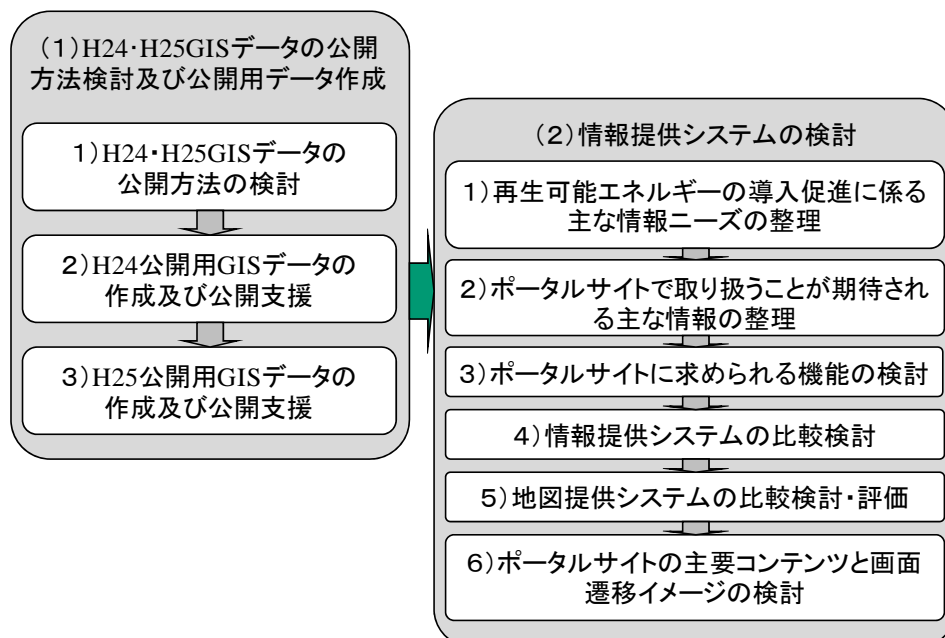 (1)H24・H25GISデータの公開
方法検討及び公開用データ作成
1)H24・H25GISデータの
公開方法の検討
2)H24公開用GISデータの
作成及び公開支援
3)H25公開用GISデータの
作成及び公開支援
(2)情報提供システムの検討
1)再生可能エネルギーの導入促進に係る
主な情報ニーズの整理
2)ポータルサイトで取り扱うことが期待され
る主な情報の整理
3)ポータルサイトに求められる機能の検討
4)情報提供システムの比較検討
5)地図提供システムの比較検討・評価
6)ポータルサイトの主要コンテンツと画面
遷移イメージの検討